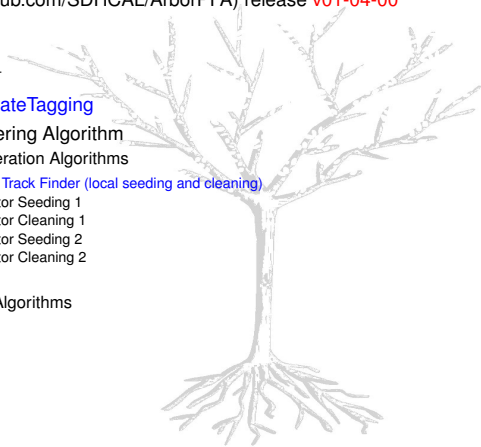 ub.com/SDHCAL/ArborPFA) release v01-04-00
ateTagging
ering Algorithm
eration Algorithms
Track Finder (local seeding and cleaning)
tor Seeding 1
tor Cleaning 1
tor Seeding 2
tor Cleaning 2
Algorithms